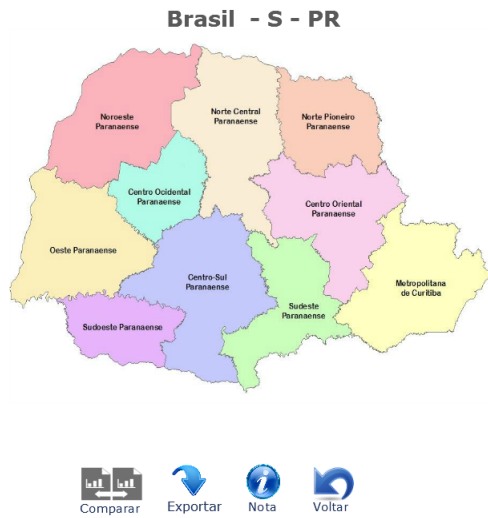 Brasil - S - PR
Noroeste
Paranaense
Norte Central
Paranaense
Norte Pioneiro
Paranaense
Centro Ocidental
Paranaense
Centro Oriental
Paranaense
Oeste Paranaense
Centro-Sul
Paranaense
Metropolitana
de Curitiba
Sudeste
Paranaense
Sudoeste Paranaense
Comparar
Exportar
Nota
Voltar